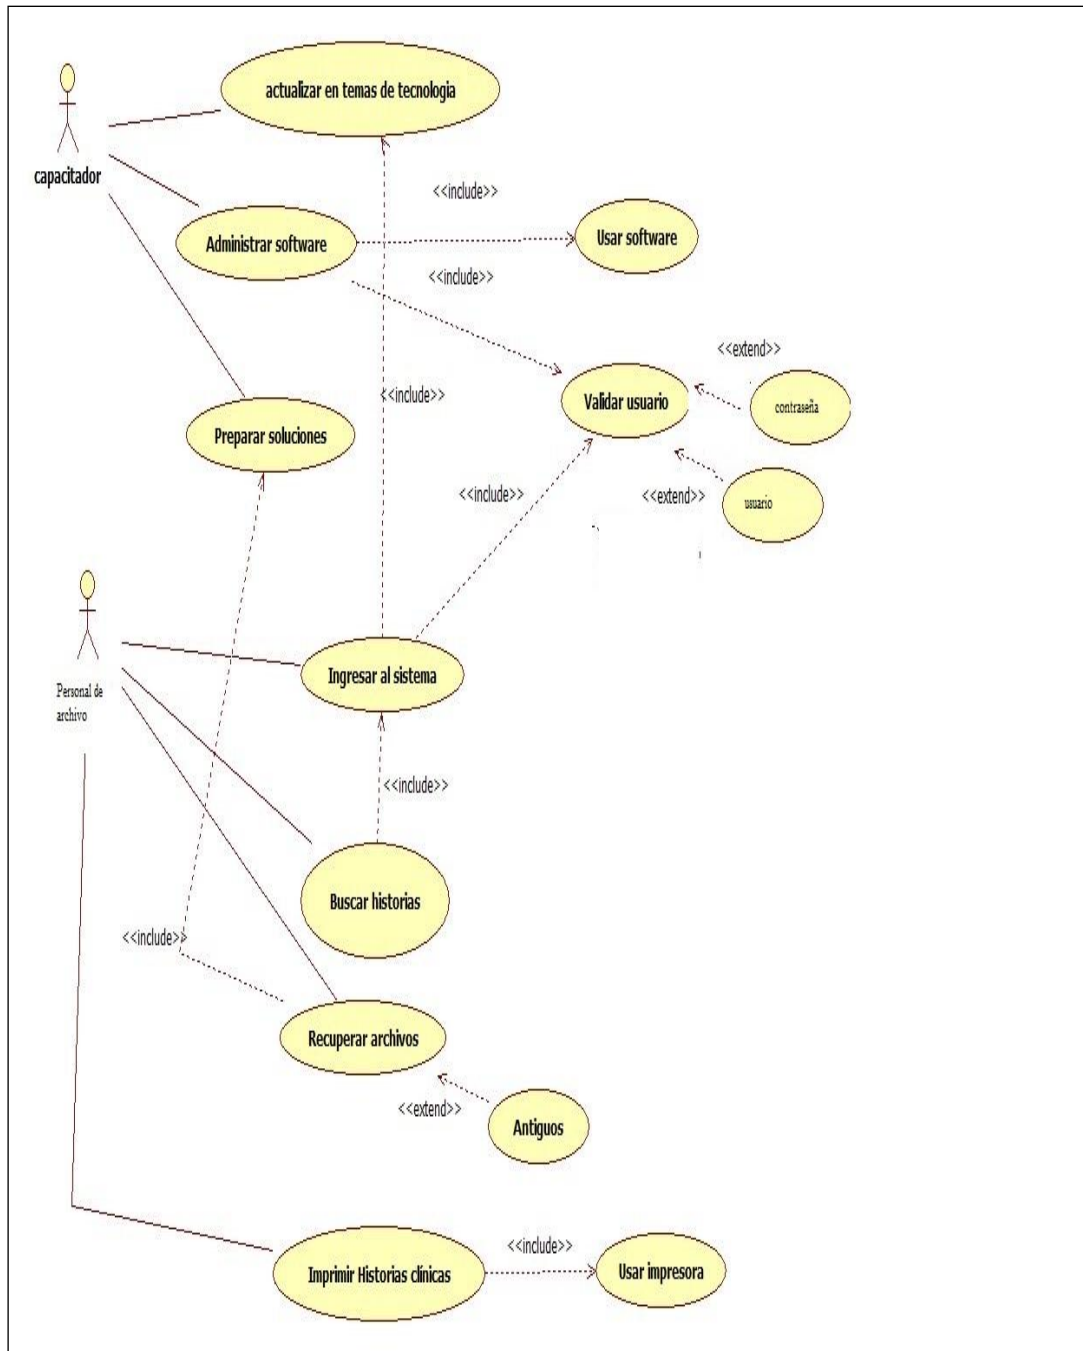 actualizar en temas de tecnologia
capacitador
<<include>>
Administrar software
Usar software
<<include>>
<<extend>>
<<include>>
Validar usuario
contraseña
Preparar soluciones
<<include>>
<<extend>>
usuario
Ingresar al sistema
Personal de
archivo
<<include>>
Buscar historias
<<include>>
Recuperar archivos
<<extend>>
Antiguos
<<include>>
Imprimir Historias clínicas
Usar impresora